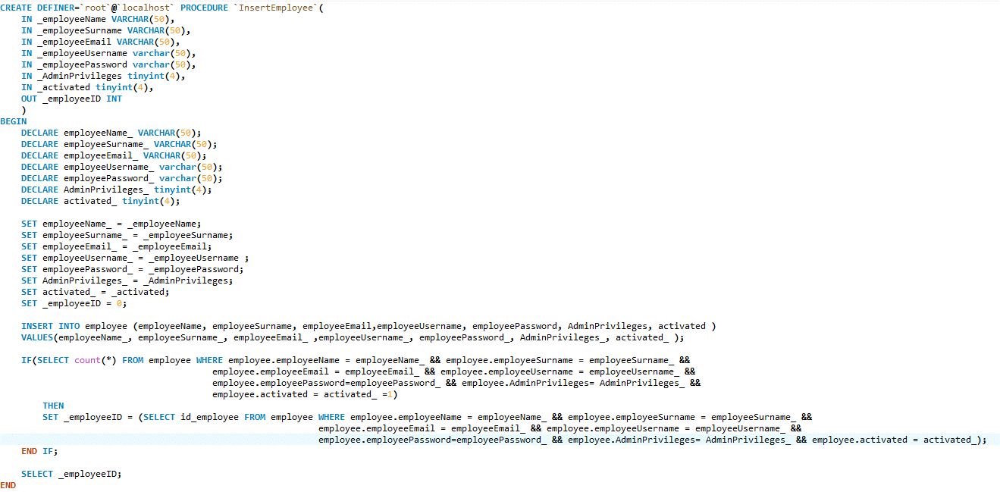 CREATE DEFINER=`root`@`localhost` PROCEDURE `InsertEmployee`(
    IN _employeeName VARCHAR(50),
    IN _employeeSurname VARCHAR(50),
    IN _employeeEmail VARCHAR(50),
    IN _employeeUsername varchar(50),
    IN _employeePassword varchar(50),
    IN _AdminPrivileges tinyint(4),
    IN _activated tinyint(4),
    OUT _employeeID INT
    )
BEGIN
    DECLARE employeeName_ VARCHAR(50);
    DECLARE employeeSurname_ VARCHAR(50);
    DECLARE employeeEmail_ VARCHAR(50);
    DECLARE employeeUsername_ varchar(50);
    DECLARE employeePassword_ varchar(50);
    DECLARE AdminPrivileges_ tinyint(4);
    DECLARE activated_ tinyint(4);

    SET employeeName_ = _employeeName;
    SET employeeSurname_ = _employeeSurname;
    SET employeeEmail_ = _employeeEmail;
    SET employeeUsername_ = _employeeUsername ;
    SET employeePassword_ = _employeePassword;
    SET AdminPrivileges_ = _AdminPrivileges;
    SET activated_ = _activated;
    SET _employeeID = 0;

    INSERT INTO employee (employeeName, employeeSurname, employeeEmail,employeeUsername, employeePassword, AdminPrivileges, activated )
    VALUES(employeeName_, employeeSurname_, employeeEmail_ ,employeeUsername_, employeePassword_, AdminPrivileges_, activated_ );

    IF(SELECT count(*) FROM employee WHERE employee.employeeName = employeeName_ && employee.employeeSurname = employeeSurname_ &&
                                        employee.employeeEmail = employeeEmail_ && employee.employeeUsername = employeeUsername_ &&
                                        employee.employeePassword=employeePassword_ && employee.AdminPrivileges= AdminPrivileges_ &&
                                        employee.activated = activated_ =1)
        THEN
        SET _employeeID = (SELECT id_employee FROM employee WHERE employee.employeeName = employeeName_ && employee.employeeSurname = employeeSurname_ &&
                                                            employee.employeeEmail = employeeEmail_ && employee.employeeUsername = employeeUsername_ &&
                                                            employee.employeePassword=employeePassword_ && employee.AdminPrivileges= AdminPrivileges_ && employee.activated = activated_);
    END IF;

    SELECT _employeeID;
END